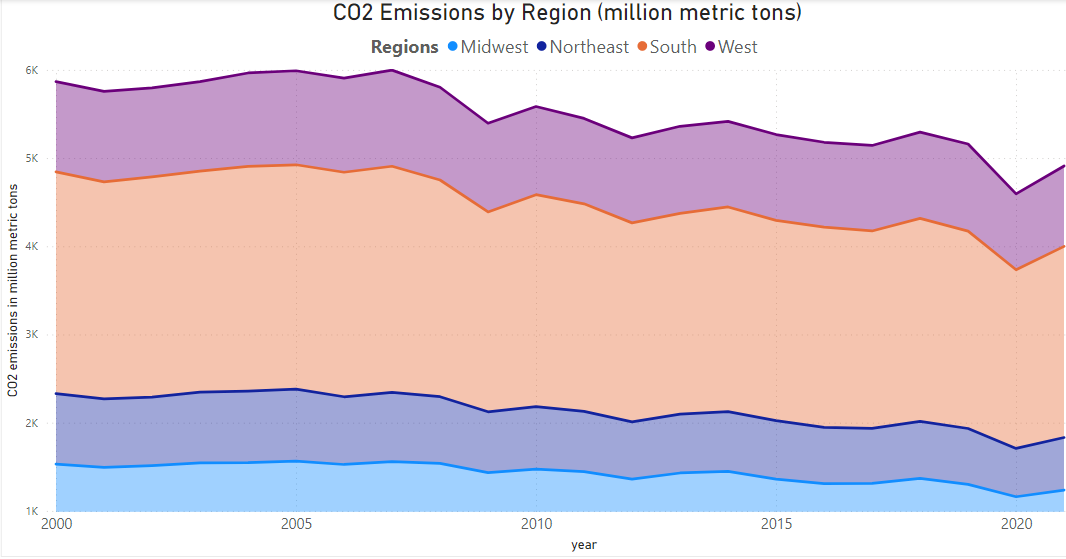 CO2 Emissions by Region (million metric tons)
Regions Midwest Northeast South West
CO2 emissions in million metric tons
6K
5K
4K
3K
2K
1K
2000 2005 2010 2015 2020
year